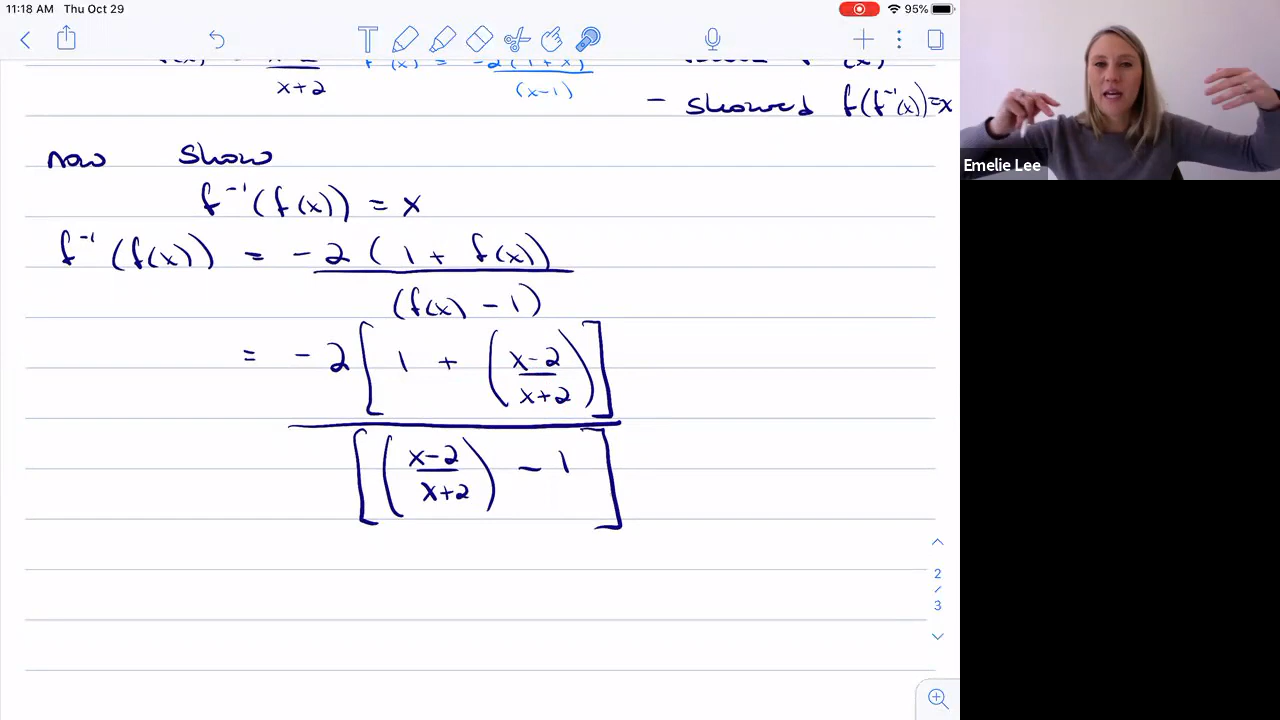 11:18 AM Thu Oct 29
95%
x+2
(x-1)
- showed f(f⁻¹(x))=x
Emelie Lee
now show
f⁻¹(f(x)) = x
f⁻¹(f(x)) = -2(1 + f(x))
(f(x) - 1)
= -2[1 + (x-2
x+2)]
[(x-2
x+2) - 1]
2
/
3